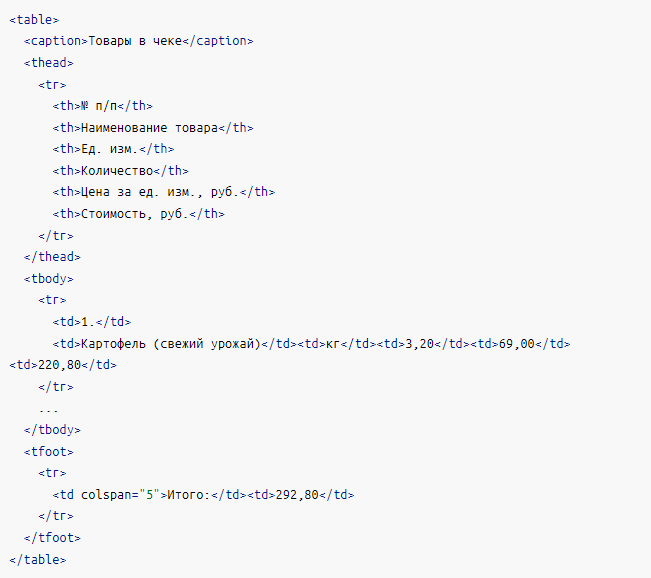 <table>
  <caption>Товары в чеке</caption>
  <thead>
    <tr>
      <th>№ п/п</th>
      <th>Наименование товара</th>
      <th>Ед. изм.</th>
      <th>Количество</th>
      <th>Цена за ед. изм., руб.</th>
      <th>Стоимость, руб.</th>
    </tr>
  </thead>
  <tbody>
    <tr>
      <td>1.</td>
      <td>Картофель (свежий урожай)</td><td>кг</td><td>3,20</td><td>69,00</td>
<td>220,80</td>
    </tr>
    ...
  </tbody>
  <tfoot>
    <tr>
      <td colspan="5">Итого:</td><td>292,80</td>
    </tr>
  </tfoot>
</table>